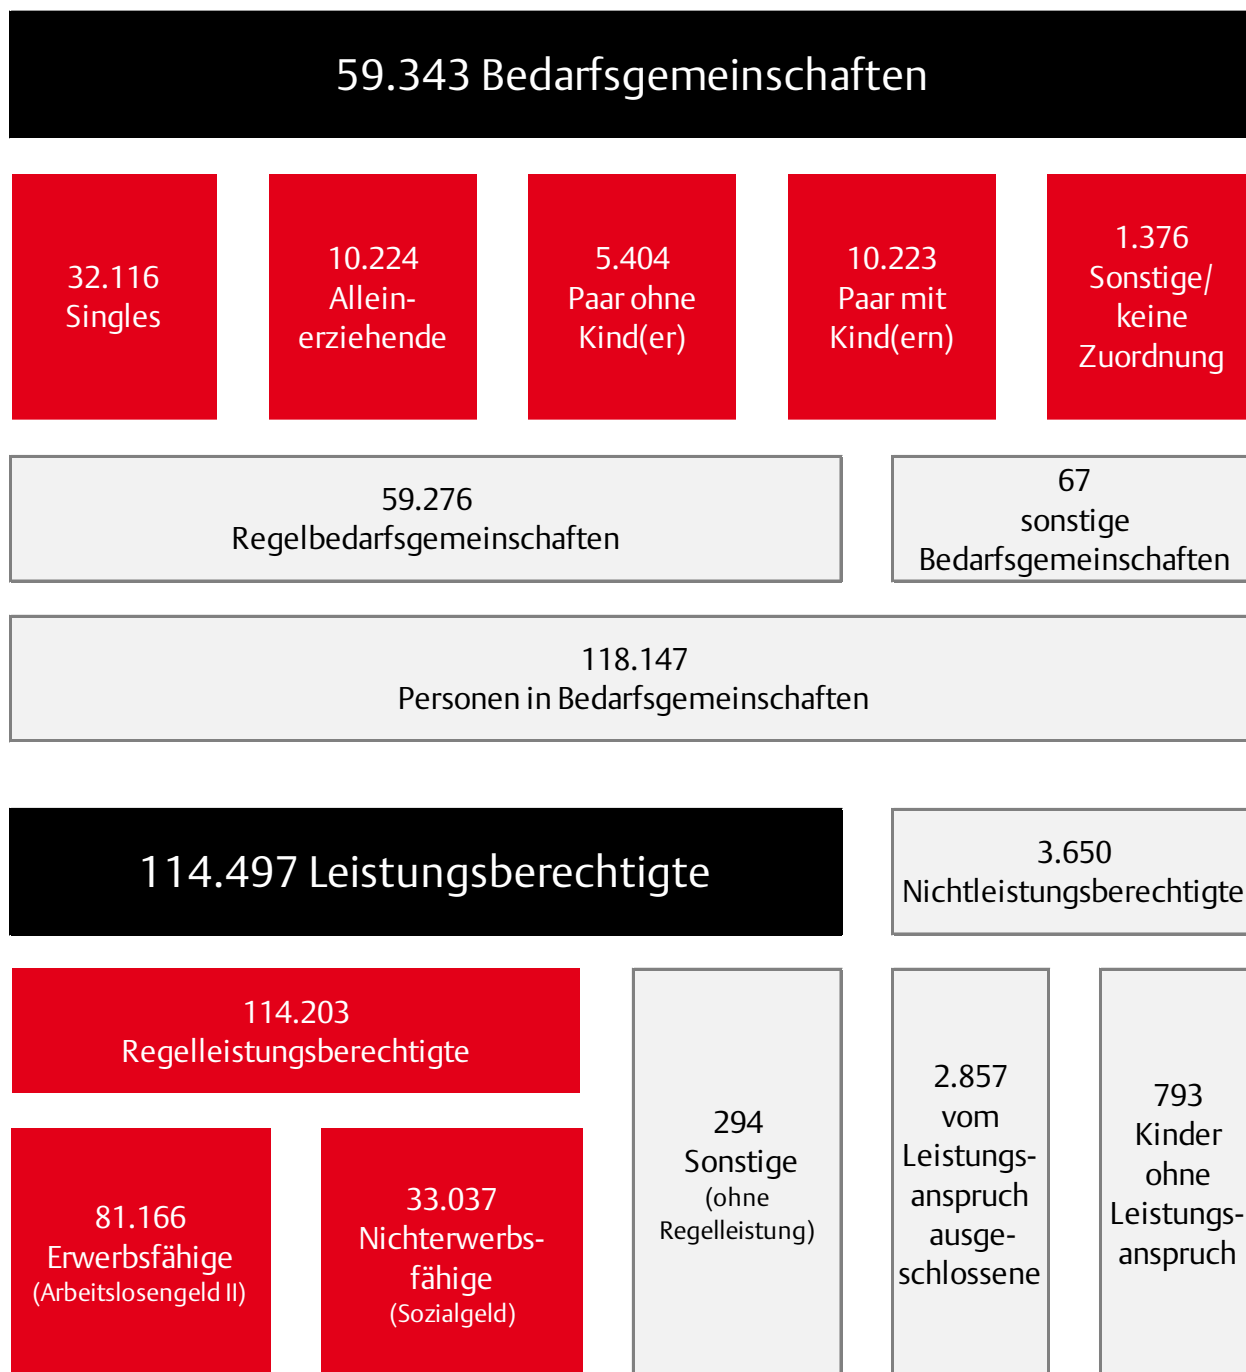 59.343 Bedarfsgemeinschaften
32.116
Singles
10.224
Allein-
erziehende
5.404
Paar ohne
Kind(er)
10.223
Paar mit
Kind(ern)
1.376
Sonstige/
keine
Zuordnung
59.276
Regelbedarfsgemeinschaften
67
sonstige
Bedarfsgemeinschaften
118.147
Personen in Bedarfsgemeinschaften
114.497 Leistungsberechtigte
3.650
Nichtleistungsberechtigte
114.203
Regelleistungsberechtigte
81.166
Erwerbsfähige
(Arbeitslosengeld II)
33.037
Nichterwerbs-
fähige
(Sozialgeld)
294
Sonstige
(ohne
Regelleistung)
2.857
vom
Leistungs-
anspruch
ausge-
schlossene
793
Kinder
ohne
Leistungs-
anspruch